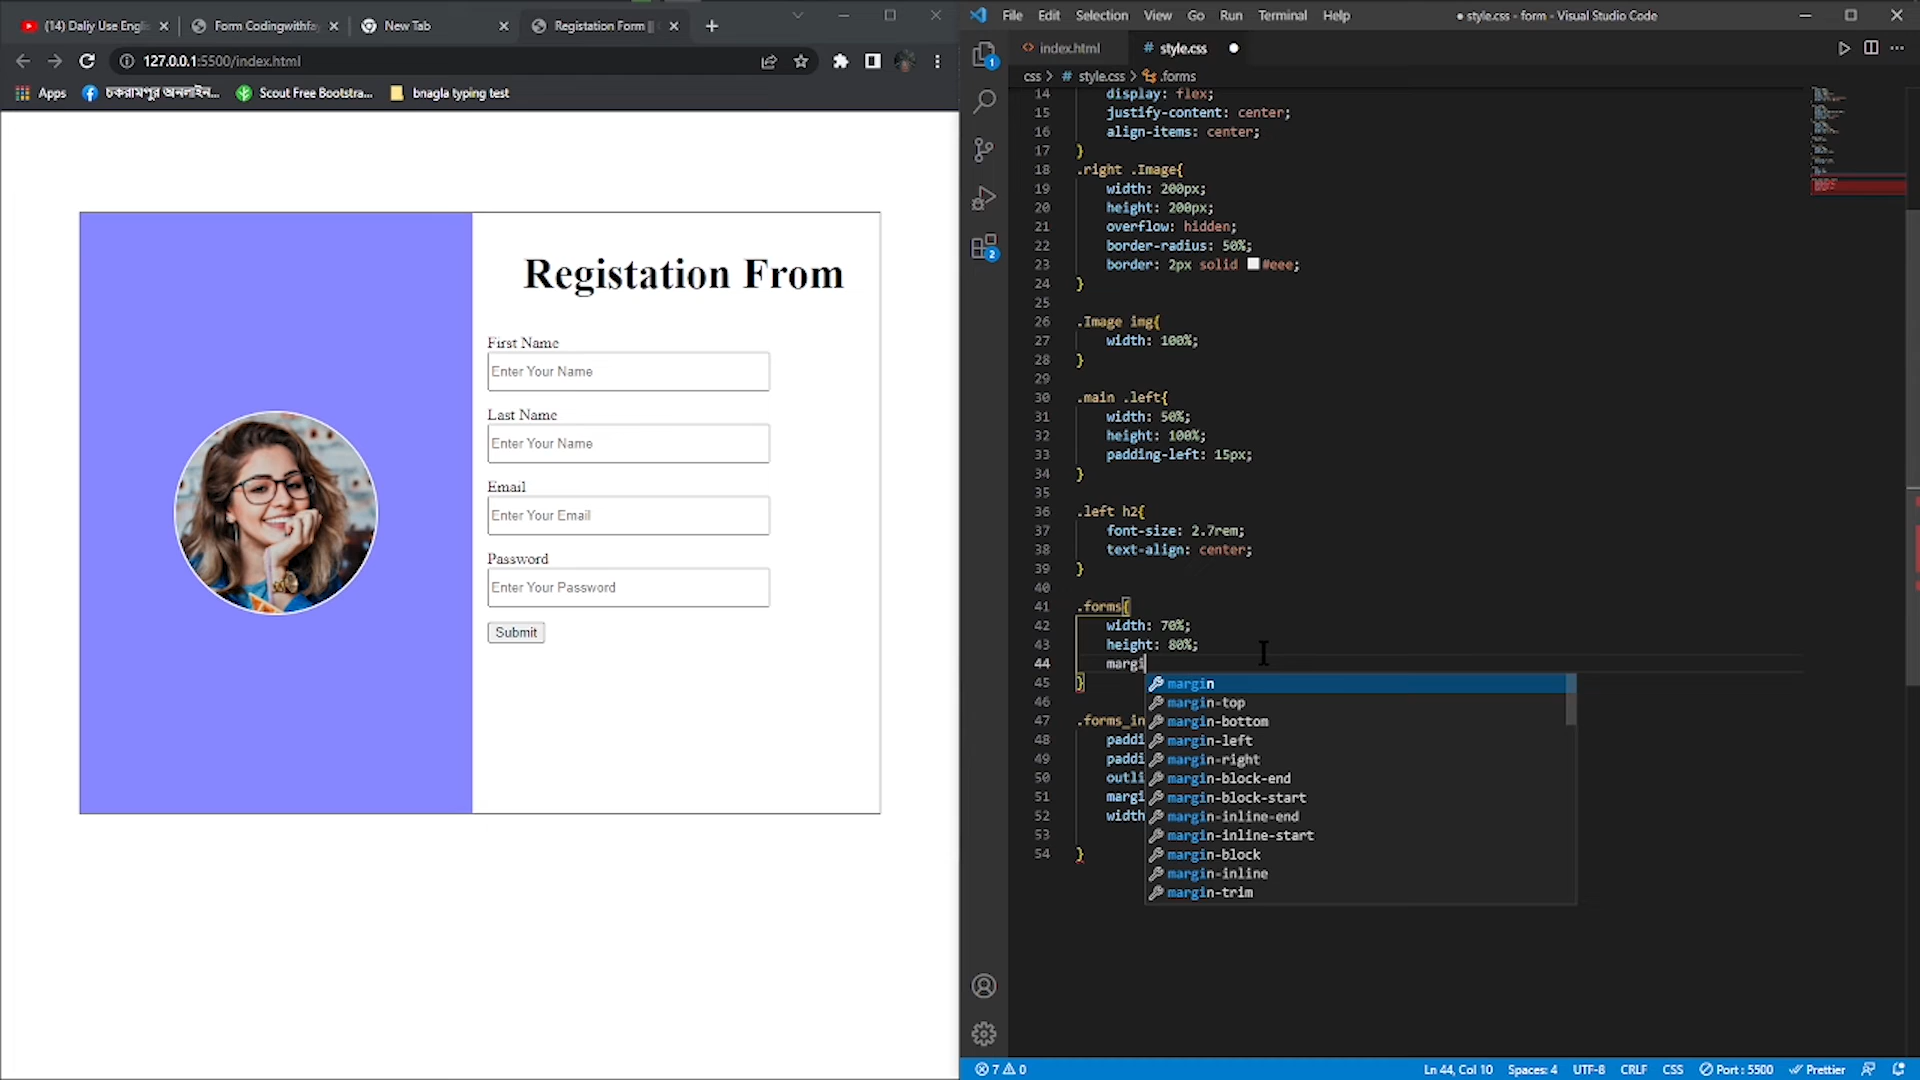 (14) Daliy Use Engli
Form Codingwithfay
New Tab
Registation Form ||
127.0.0.1:5500/index.html
Apps
চকরামপুর অনলাইন...
Scout Free Bootstra...
bnagla typing test
Registation From
First Name
Enter Your Name
Last Name
Enter Your Name
Email
Enter Your Email
Password
Enter Your Password
Submit
File Edit Selection View Go Run Terminal Help
● style.css - form - Visual Studio Code
index.html
# style.css
css > # style.css > .forms
1
2
14 display: flex;
15 justify-content: center;
16 align-items: center;
17 }
18 .right .Image{
19 width: 200px;
20 height: 200px;
21 overflow: hidden;
22 border-radius: 50%;
23 border: 2px solid #eee;
24 }
25
26 .Image img{
27 width: 100%;
28 }
29
30 .main .left{
31 width: 50%;
32 height: 100%;
33 padding-left: 15px;
34 }
35
36 .left h2{
37 font-size: 2.7rem;
38 text-align: center;
39 }
40
41 .forms{
42 width: 70%;
43 height: 80%;
44 margi
45 }
46
47 .forms_in
48 paddi
49 paddi
50 outli
51 margi
52 width
53
54 }
margin
margin-top
margin-bottom
margin-left
margin-right
margin-block-end
margin-block-start
margin-inline-end
margin-inline-start
margin-block
margin-inline
margin-trim
7 0
Ln 44, Col 10 Spaces: 4 UTF-8 CRLF CSS Port : 5500 Prettier